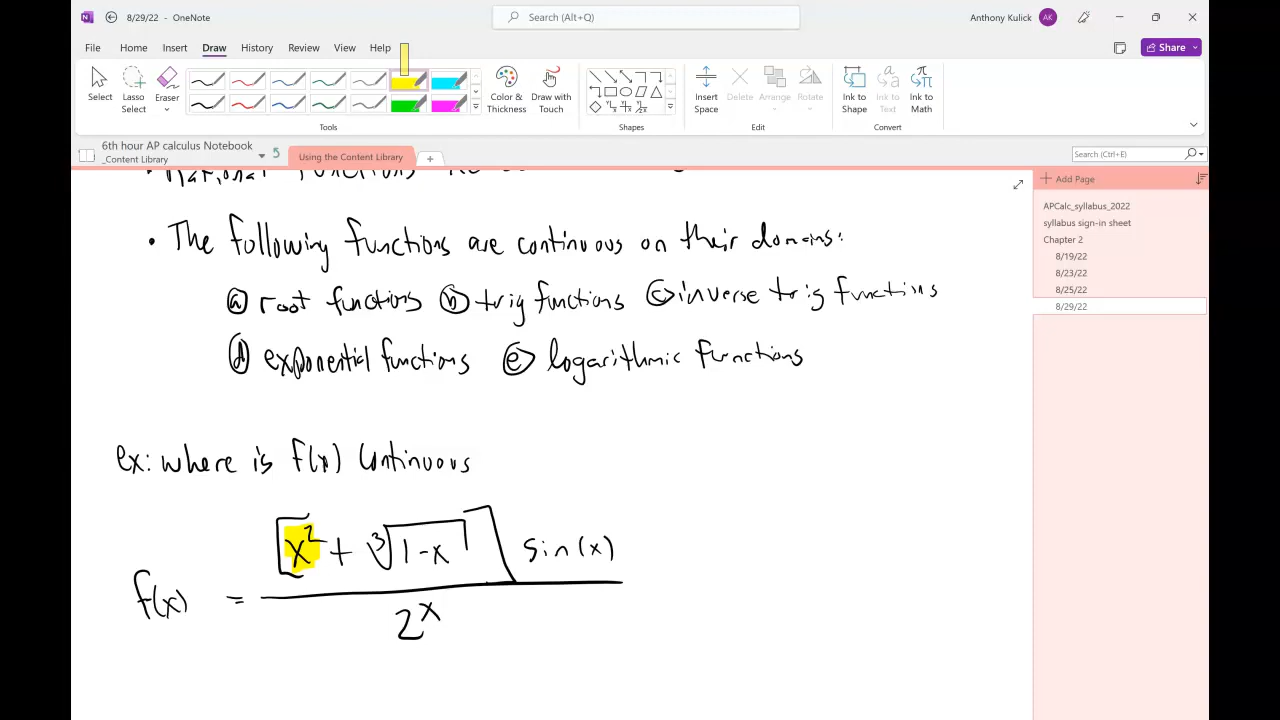 8/29/22 - OneNote
Search (Alt+Q)
Anthony Kulick AK
File Home Insert Draw History Review View Help
Share
Select
Lasso Select
Eraser
Color & Thickness
Draw with Touch
Insert Space
Delete
Arrange
Rotate
Ink to Shape
Ink to Text
Ink to Math
Tools
Shapes
Edit
Convert
6th hour AP calculus Notebook
_Content Library
Using the Content Library
+
Search (Ctrl+E)
Add Page
APCalc_syllabus_2022
syllabus sign-in sheet
Chapter 2
8/19/22
8/23/22
8/25/22
8/29/22
• The following functions are continuous on their domains:
ⓐ root functions ⓑ trig functions ⓒ inverse trig functions
ⓓ exponential functions ⓔ logarithmic functions
ex: where is f(x) continuous
f(x) = [x² + ∛(1-x)] sin(x) / 2^x